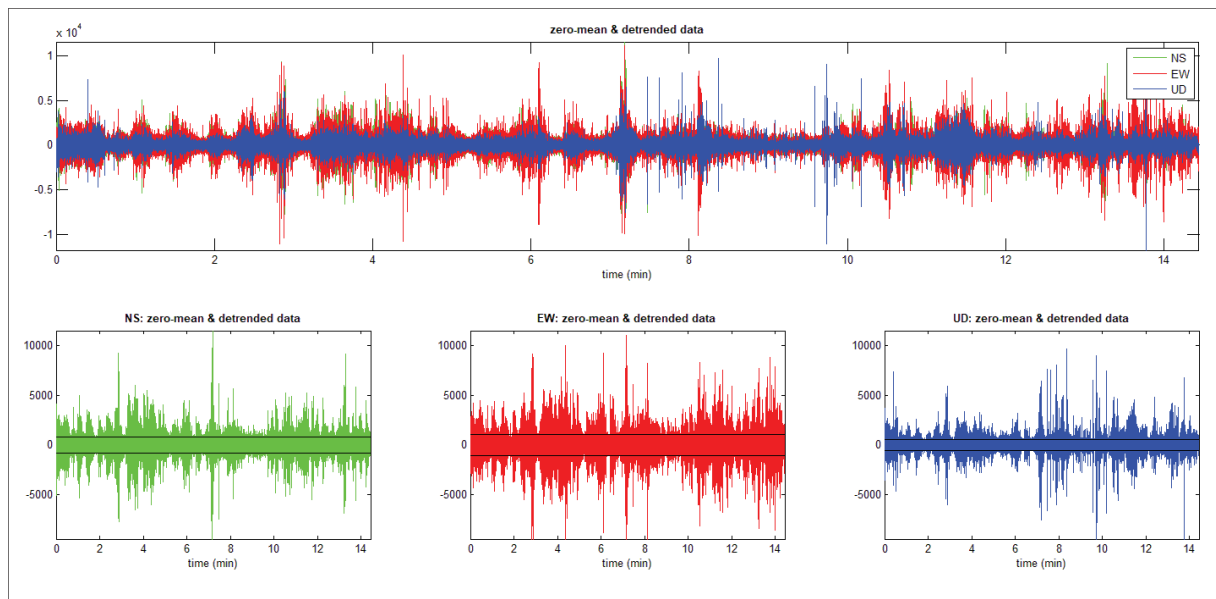 zero-mean & detrended data
x 10⁴
1
0.5
0
-0.5
-1
NS
EW
UD
0 2 4 6 8 10 12 14
time (min)
NS: zero-mean & detrended data
10000
5000
0
-5000
0 2 4 6 8 10 12 14
time (min)
EW: zero-mean & detrended data
10000
5000
0
-5000
0 2 4 6 8 10 12 14
time (min)
UD: zero-mean & detrended data
10000
5000
0
-5000
0 2 4 6 8 10 12 14
time (min)